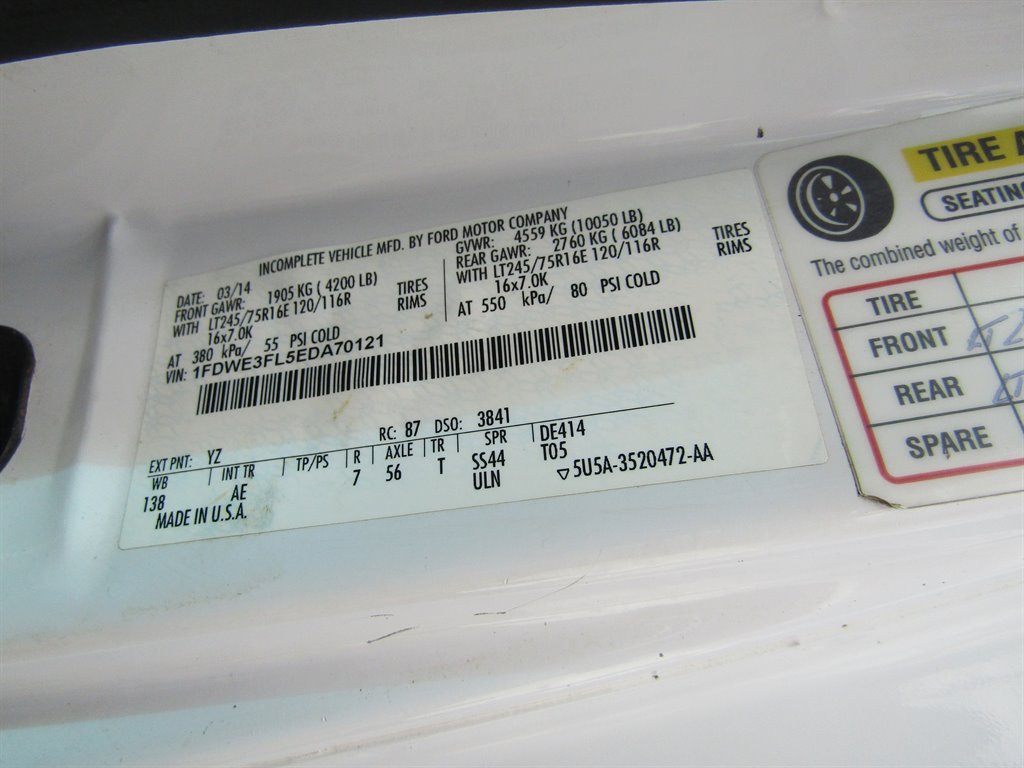 INCOMPLETE VEHICLE MFD. BY FORD MOTOR COMPANY
DATE: 03/14
FRONT GAWR: 1905 KG ( 4200 LB)
WITH LT245/75R16E 120/116R TIRES
16x7.0K RIMS
AT 380 kPa/ 55 PSI COLD
GVWR: 4559 KG (10050 LB)
REAR GAWR: 2760 KG ( 6084 LB)
WITH LT245/75R16E 120/116R TIRES
16x7.0K RIMS
AT 550 kPa/ 80 PSI COLD
VIN: 1FDWE3FL5EDA70121
EXT PNT: YZ RC: 87 DSO: 3841
WB INT TR TP/PS R AXLE TR SPR DE414
138 AE 7 56 T SS44 T05
ULN ▽5U5A-3520472-AA
MADE IN U.S.A.
TIRE
SEATING
The combined weight of
TIRE
FRONT
REAR
SPARE